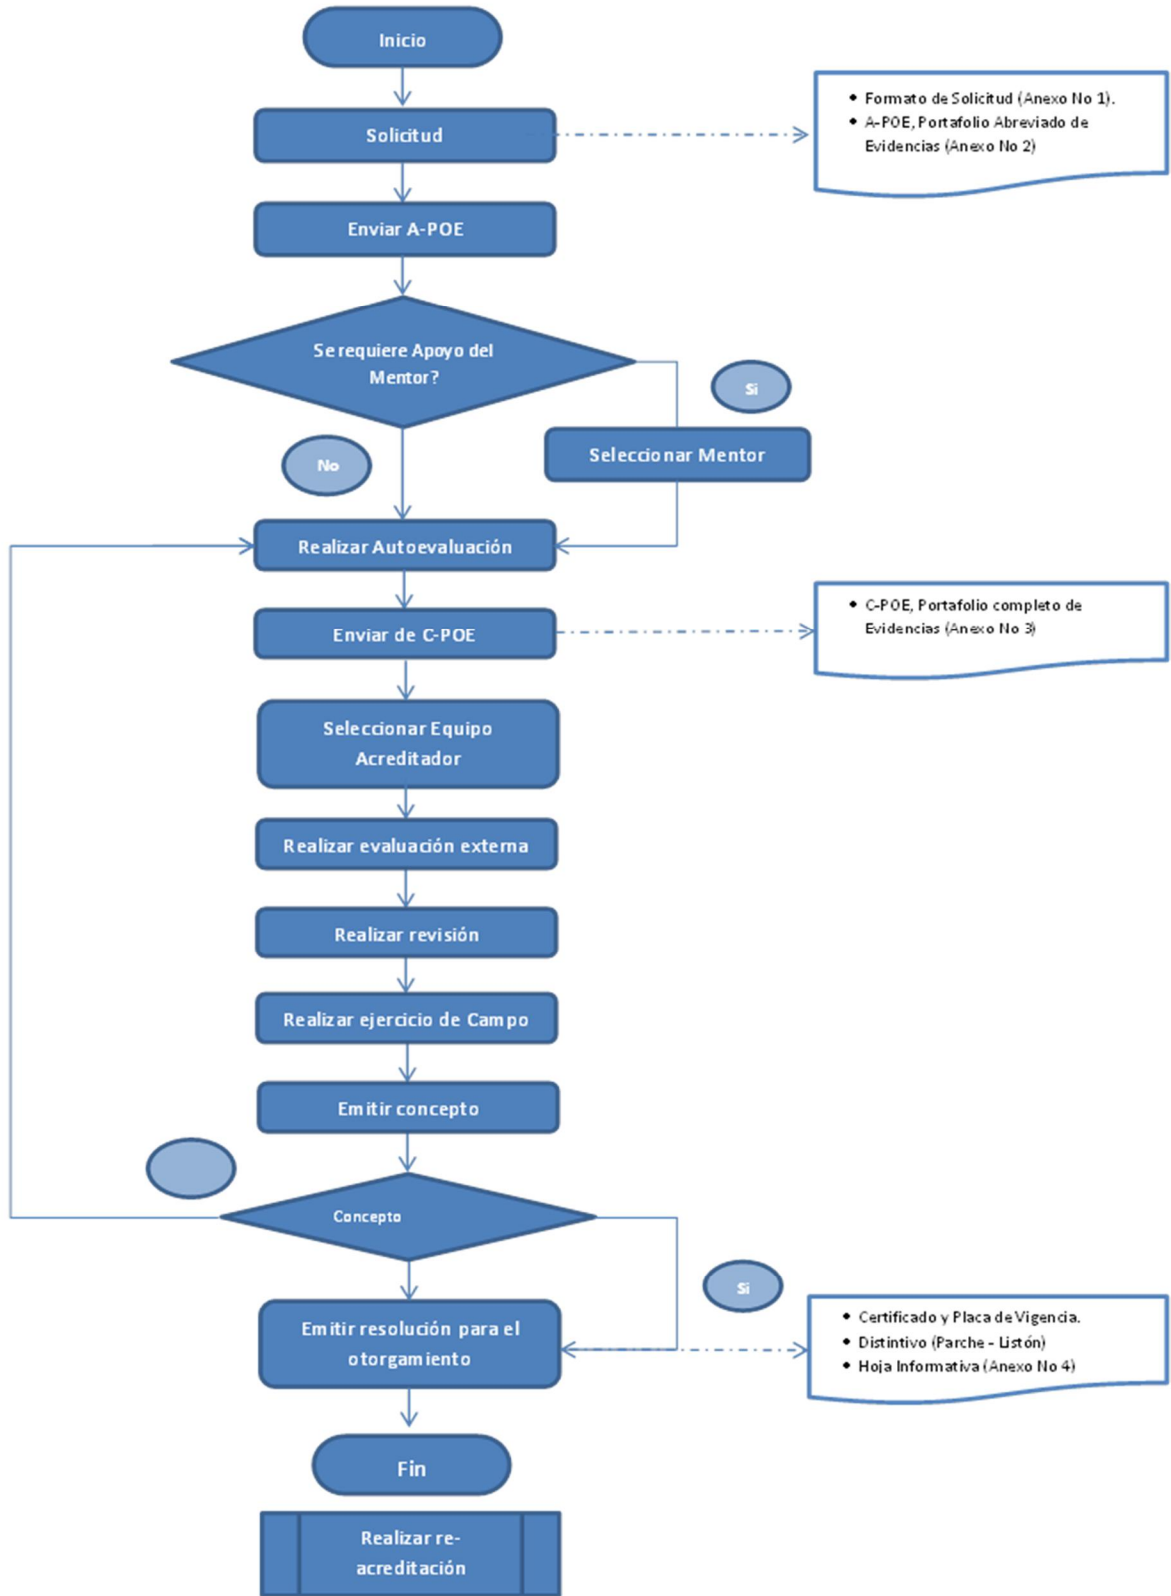 Inicio
Solicitud
• Formato de Solicitud (Anexo No 1).
• A-POE, Portafolio Abreviado de
Evidencias (Anexo No 2)
Enviar A-POE
Se requiere Apoyo del
Mentor?
Si
No
Seleccionar Mentor
Realizar Autoevaluación
Enviar de C-POE
• C-POE, Portafolio completo de
Evidencias (Anexo No 3)
Seleccionar Equipo
Acreditador
Realizar evaluación externa
Realizar revisión
Realizar ejercicio de Campo
Emitir concepto
Concepto
Si
Emitir resolución para el
otorgamiento
• Certificado y Placa de Vigencia.
• Distintivo (Parche - Listón)
• Hoja Informativa (Anexo No 4)
Fin
Realizar re-
acreditación